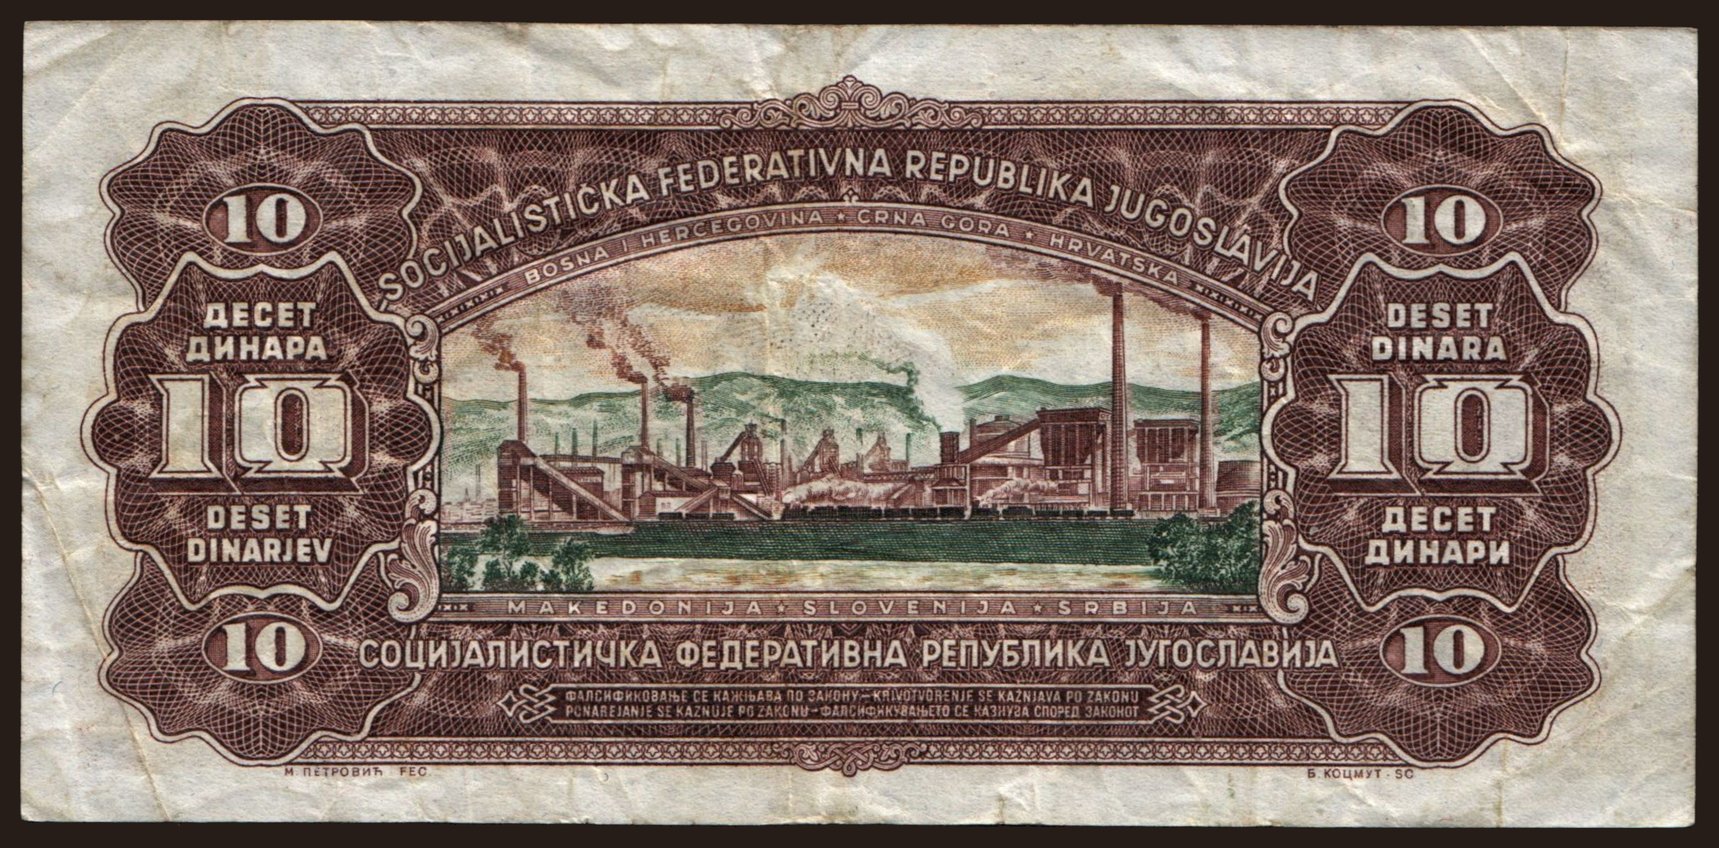 SOCIJALISTIČKA FEDERATIVNA REPUBLIKA JUGOSLAVIJA
BOSNA I HERCEGOVINA ★ CRNA GORA ★ HRVATSKA
10
ДЕСЕТ
ДИНАРА
10
DESET
DINARJEV
10
10
DESET
DINARA
10
ДЕСЕТ
ДИНАРИ
10
MAKEDONIJA ★ SLOVENIJA ★ SRBIJA
СОЦИЈАЛИСТИЧКА ФЕДЕРАТИВНА РЕПУБЛИКА ЈУГОСЛАВИЈА
ФАЛСИФИКОВАЊЕ СЕ КАЖЊАВА ПО ЗАКОНУ – KRIVOTVORENJE SE KAŽNJAVA PO ZAKONU
PONAREJANJE SE KAZNUJE PO ZAKONU – ФАЛСИФИКУВАЊЕТО СЕ КАЗНУВА СПОРЕД ЗАКОНОТ
М. ПЕТРОВИЋ FEC.
Б. КОЦМУТ · SC